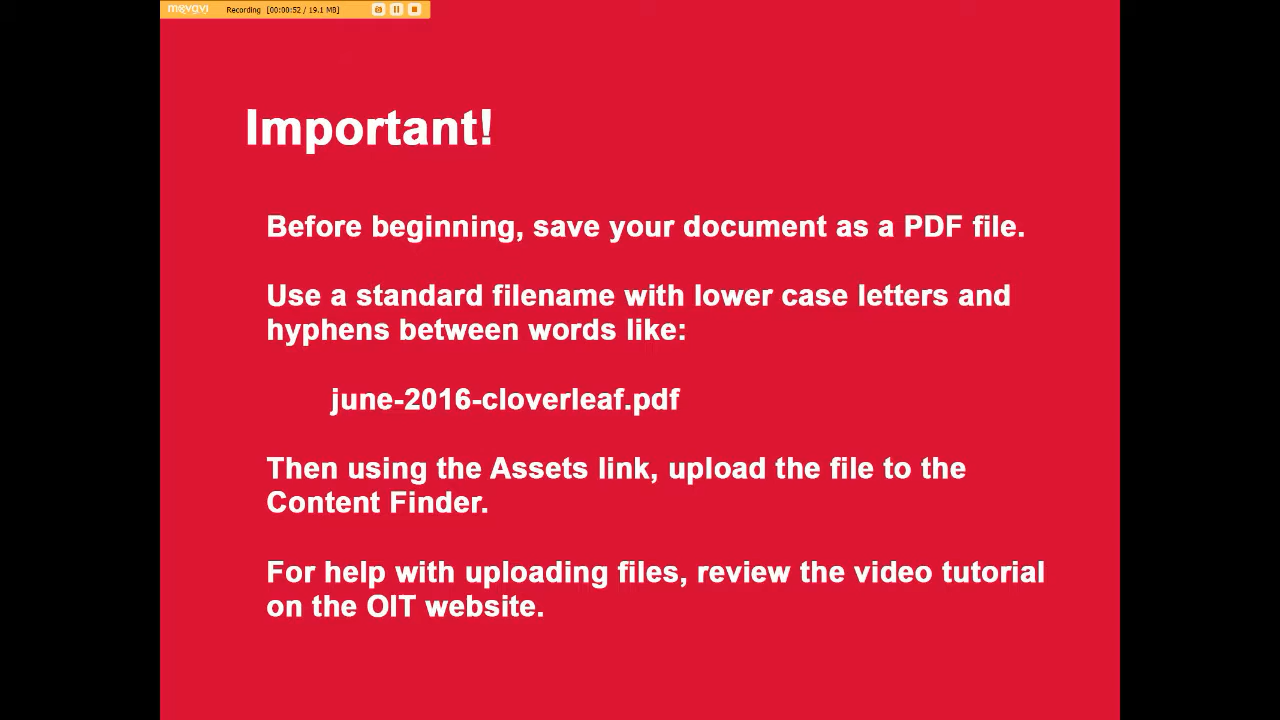 movavi
Recording [00:00:52 / 19.1 MB]
Important!
Before beginning, save your document as a PDF file.
Use a standard filename with lower case letters and
hyphens between words like:
june-2016-cloverleaf.pdf
Then using the Assets link, upload the file to the
Content Finder.
For help with uploading files, review the video tutorial
on the OIT website.